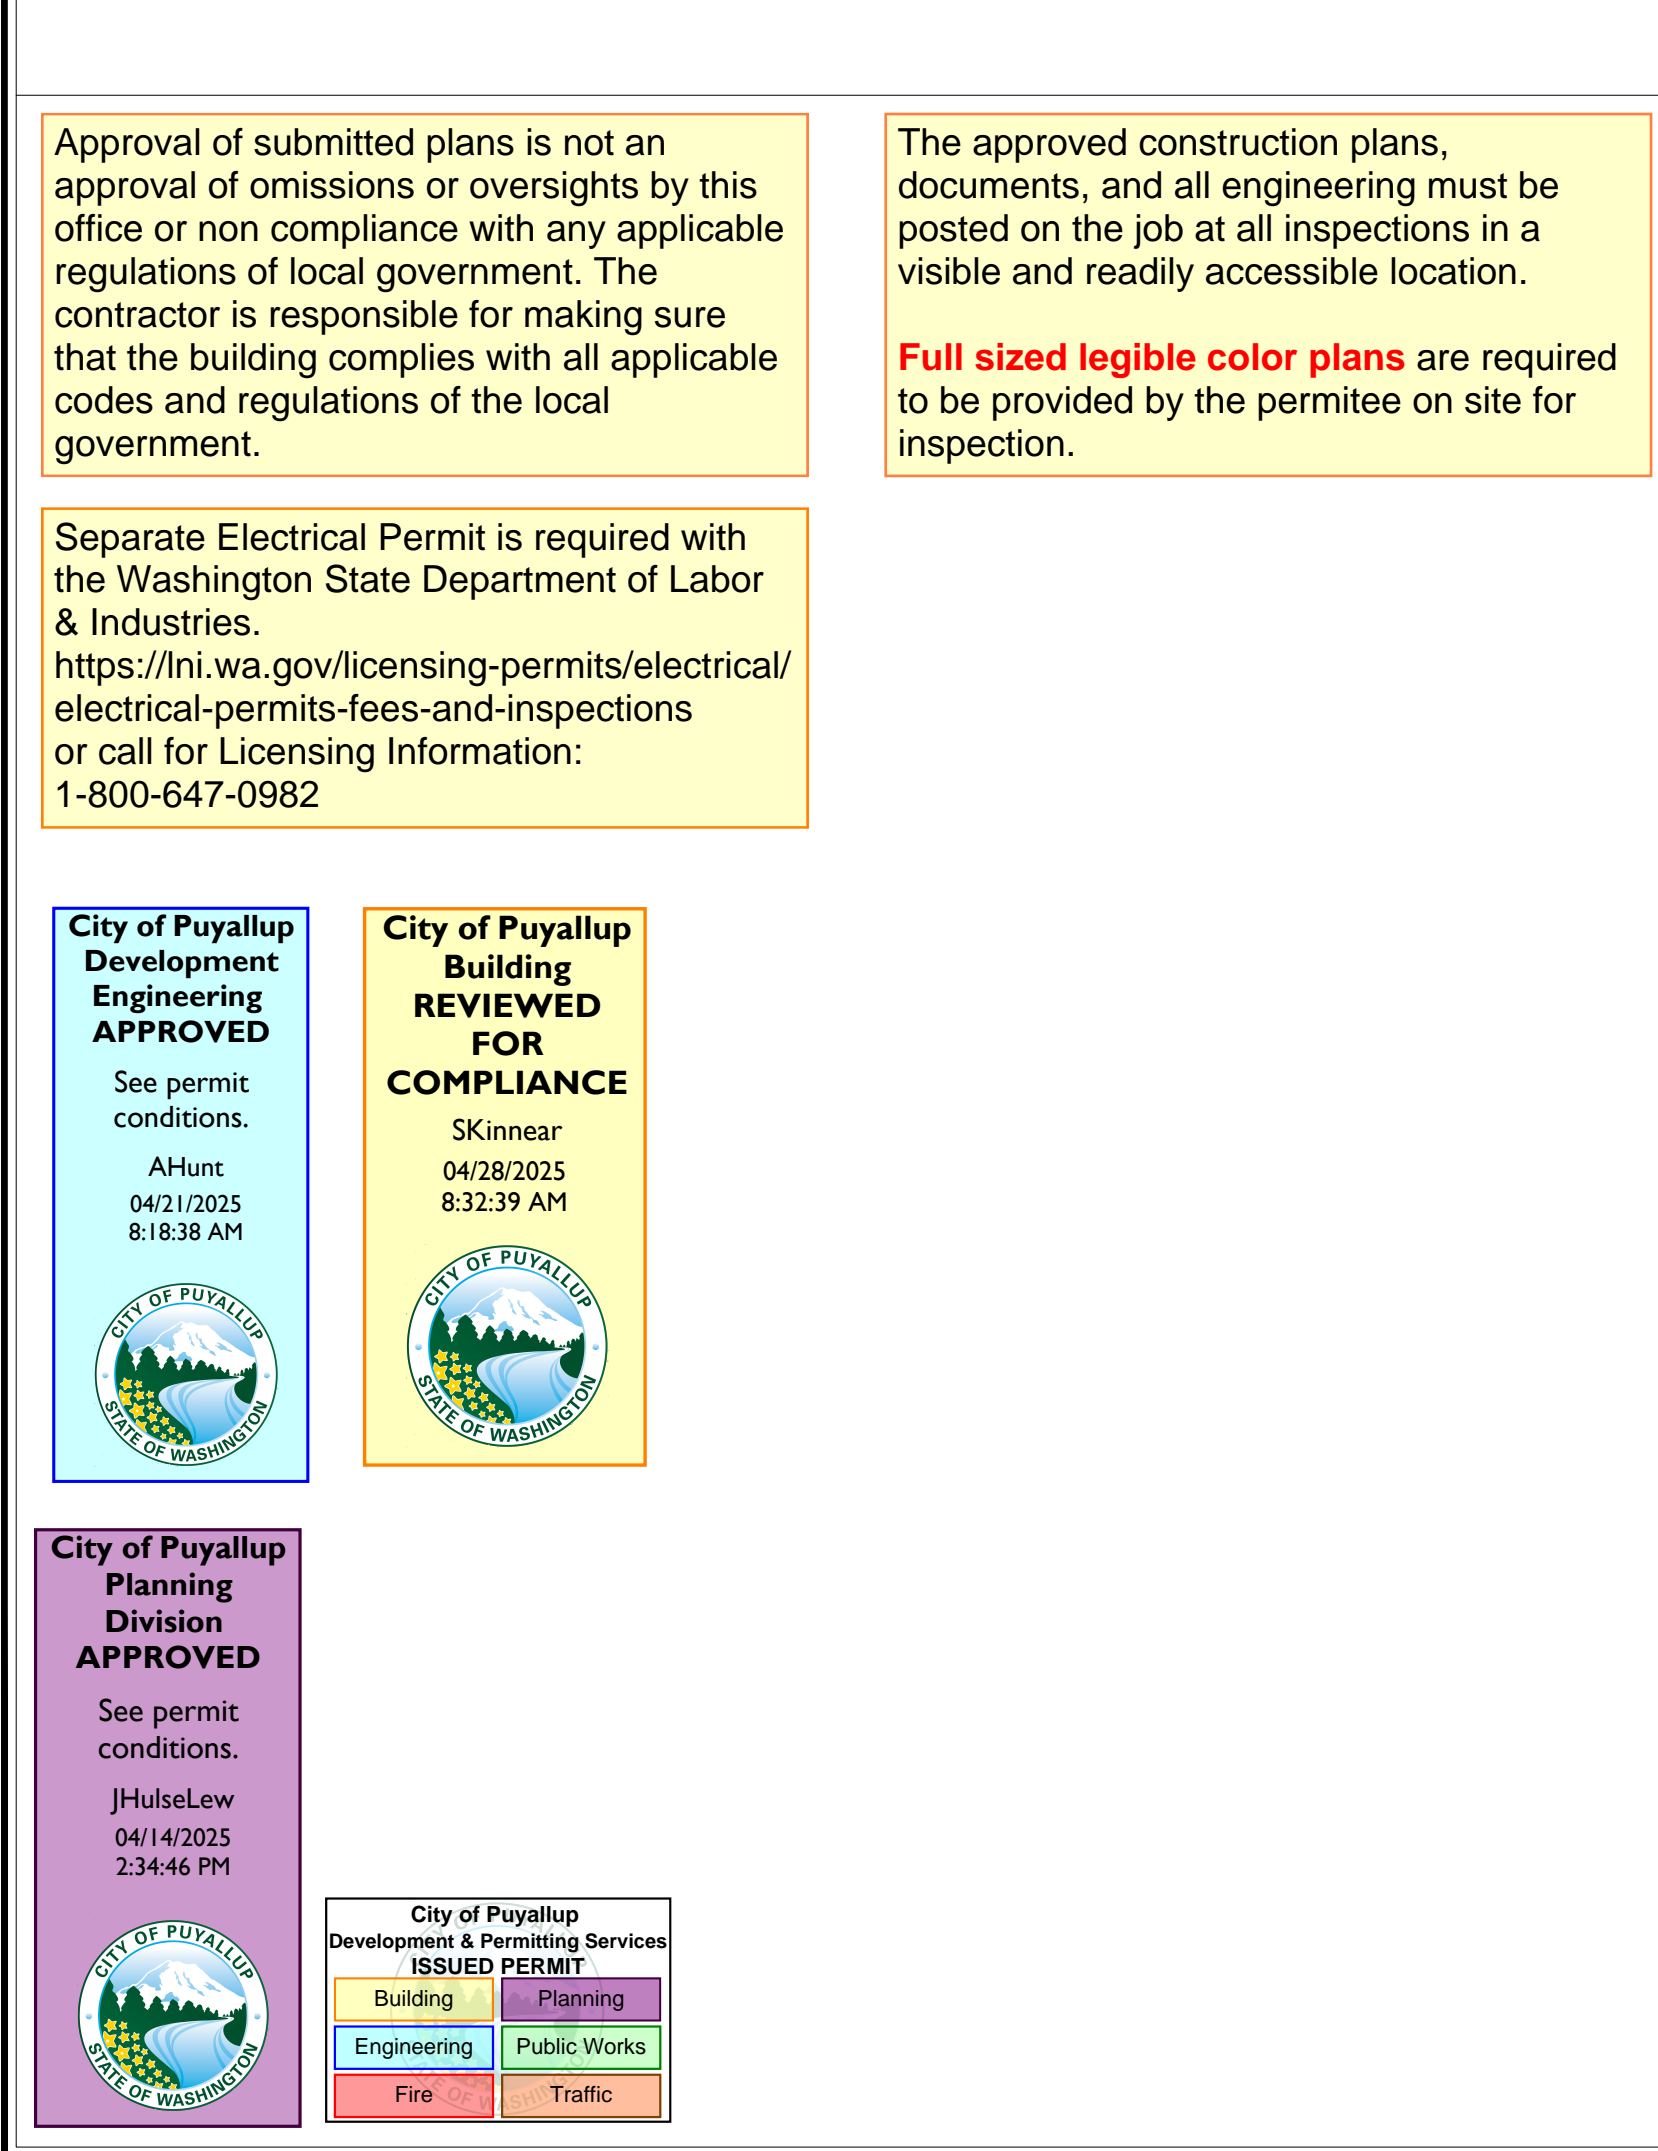 Approval of submitted plans is not an
approval of omissions or oversights by this
office or non compliance with any applicable
regulations of local government. The
contractor is responsible for making sure
that the building complies with all applicable
codes and regulations of the local
government.
The approved construction plans,
documents, and all engineering must be
posted on the job at all inspections in a
visible and readily accessible location.
Full sized legible color plans are required
to be provided by the permitee on site for
inspection.
Separate Electrical Permit is required with
the Washington State Department of Labor
& Industries.
https://lni.wa.gov/licensing-permits/electrical/
electrical-permits-fees-and-inspections
or call for Licensing Information:
1-800-647-0982
City of Puyallup
Development
Engineering
APPROVED
See permit
conditions.
AHunt
04/21/2025
8:18:38 AM
CITY OF PUYALLUP
STATE OF WASHINGTON
City of Puyallup
Building
REVIEWED
FOR
COMPLIANCE
SKinnear
04/28/2025
8:32:39 AM
CITY OF PUYALLUP
STATE OF WASHINGTON
City of Puyallup
Planning
Division
APPROVED
See permit
conditions.
JHulseLew
04/14/2025
2:34:46 PM
CITY OF PUYALLUP
STATE OF WASHINGTON
City of Puyallup
Development & Permitting Services
ISSUED PERMIT
Building Planning
Engineering Public Works
Fire Traffic
CITY OF PUYALLUP
STATE OF WASHINGTON